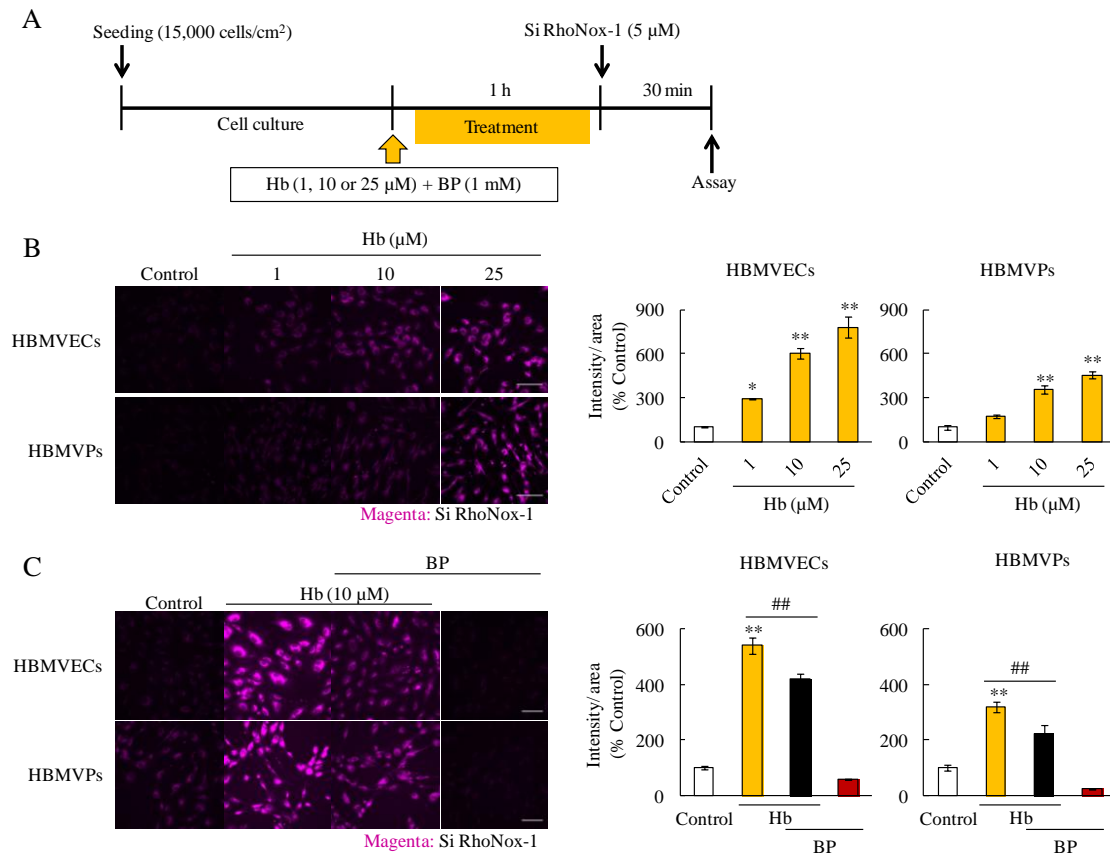 A
Seeding (15,000 cells/cm²)
Si RhoNox-1 (5 μM)
1 h
30 min
Cell culture
Treatment
Hb (1, 10 or 25 μM) + BP (1 mM)
Assay
B
Hb (μM)
Control 1 10 25
HBMVECs
HBMVPs
Magenta: Si RhoNox-1
HBMVECs
Intensity/ area
(% Control)
900
600
300
0
*
**
**
Control 1 10 25
Hb (μM)
HBMVPs
900
600
300
0
**
**
Control 1 10 25
Hb (μM)
C
BP
Control Hb (10 μM)
HBMVECs
HBMVPs
Magenta: Si RhoNox-1
HBMVECs
Intensity/ area
(% Control)
600
400
200
0
##
**
Control Hb
BP
HBMVPs
600
400
200
0
##
**
Control Hb
BP